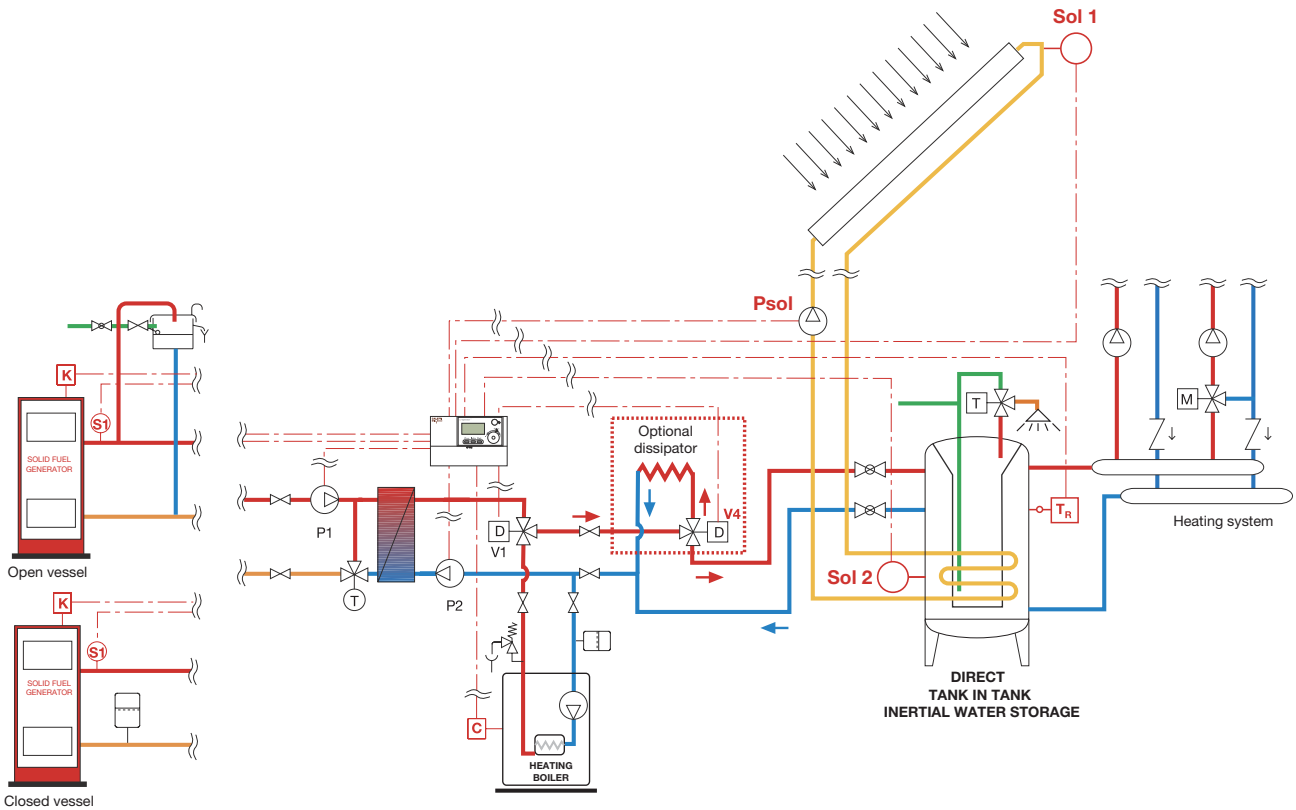 Sol 1
Psol
K
S1
SOLID FUEL
GENERATOR
Open vessel
K
S1
SOLID FUEL
GENERATOR
Closed vessel
P1
T
P2
D
V1
Optional
dissipator
V4
D
C
HEATING
BOILER
Sol 2
T
TR
M
Heating system
DIRECT
TANK IN TANK
INERTIAL WATER STORAGE